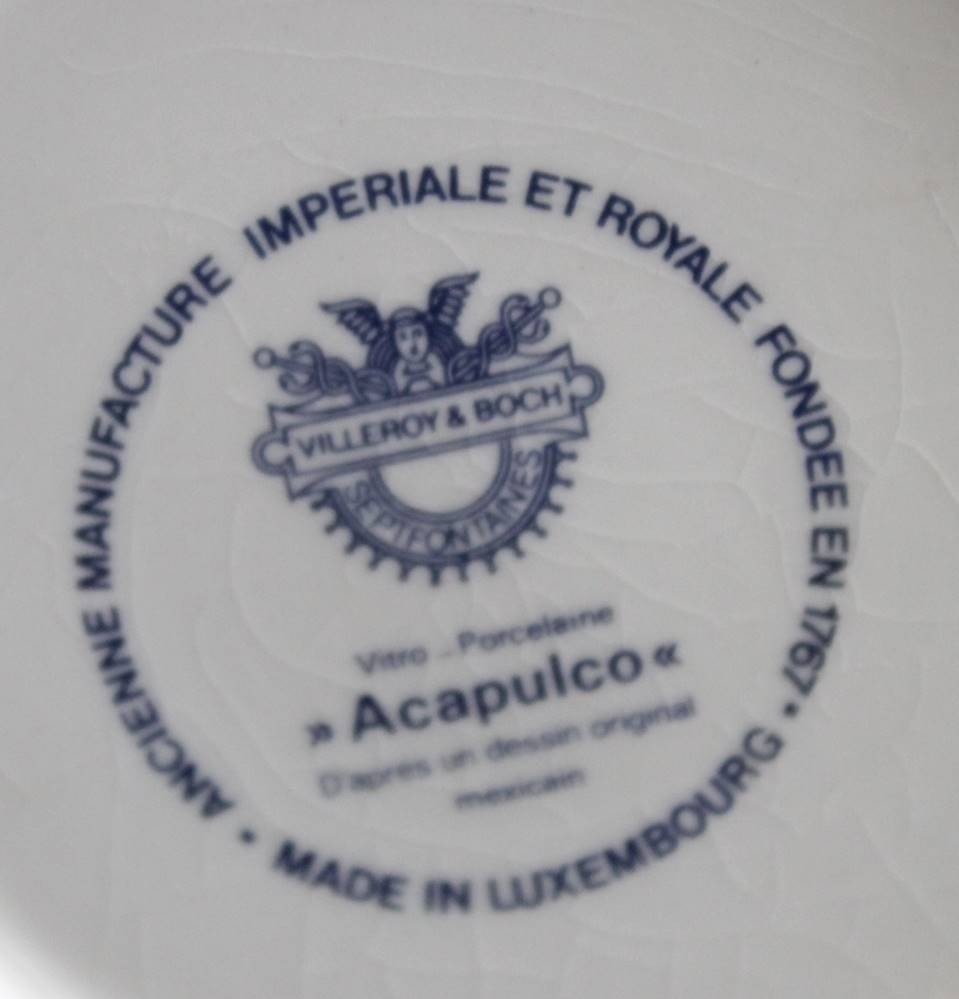 ANCIENNE MANUFACTURE IMPERIALE ET ROYALE FONDEE EN 1767 •
MADE IN LUXEMBOURG •
VILLEROY & BOCH
SEPTFONTAINES
Vitro - Porcelaine
» Acapulco «
D'après un dessin original
mexicain